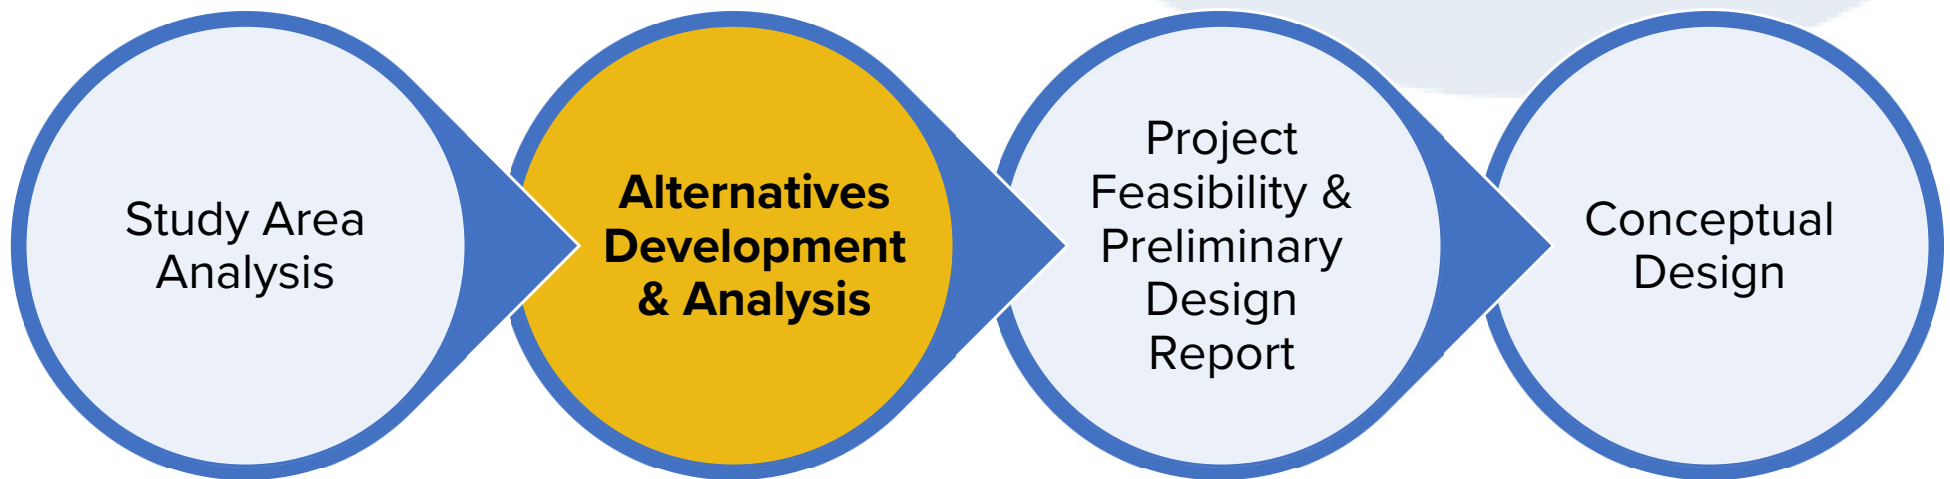 Study Area
Analysis
Alternatives
Development
& Analysis
Project
Feasibility &
Preliminary
Design
Report
Conceptual
Design